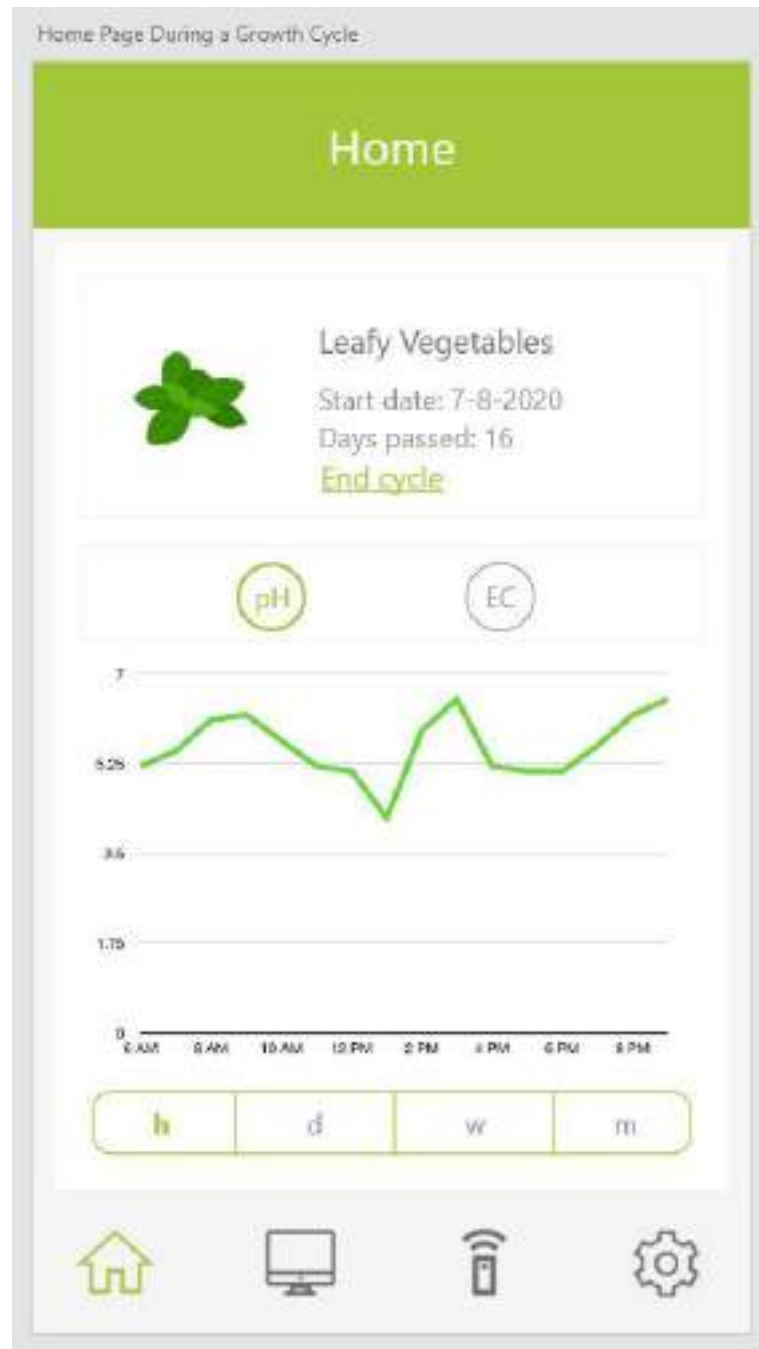 Home Page During a Growth Cycle
Home
Leafy Vegetables
Start date: 7-8-2020
Days passed: 16
End cycle
pH EC
7
5.25
3.5
1.75
0
6 AM 8 AM 10 AM 12 PM 2 PM 4 PM 6 PM 8 PM
h d w m